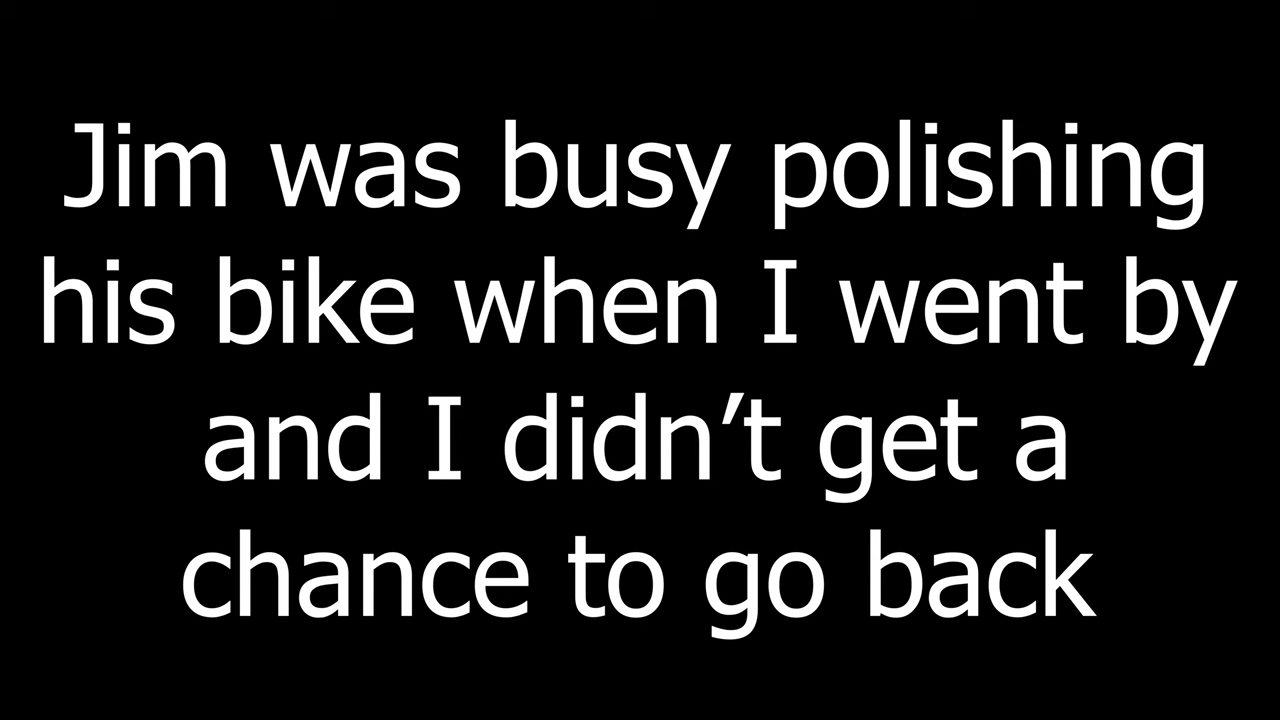 Jim was busy polishing
his bike when I went by
and I didn’t get a
chance to go back